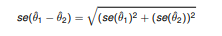 se(θ̂₁ − θ̂₂) = √((se(θ̂₁)² + (se(θ̂₂))²